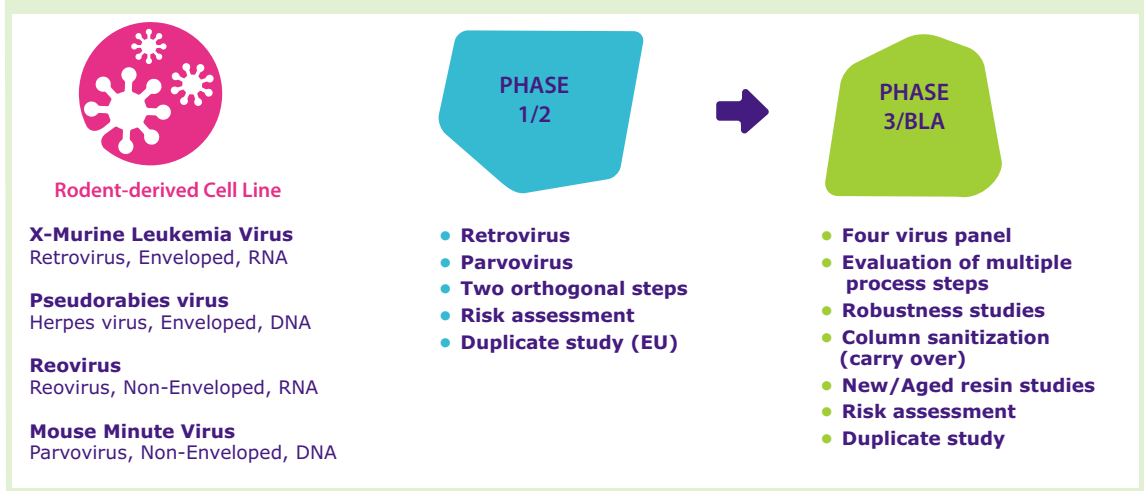 Rodent-derived Cell Line
X-Murine Leukemia Virus
Retrovirus, Enveloped, RNA
Pseudorabies virus
Herpes virus, Enveloped, DNA
Reovirus
Reovirus, Non-Enveloped, RNA
Mouse Minute Virus
Parvovirus, Non-Enveloped, DNA
PHASE
1/2
• Retrovirus
• Parvovirus
• Two orthogonal steps
• Risk assessment
• Duplicate study (EU)
PHASE
3/BLA
• Four virus panel
• Evaluation of multiple
process steps
• Robustness studies
• Column sanitization
(carry over)
• New/Aged resin studies
• Risk assessment
• Duplicate study